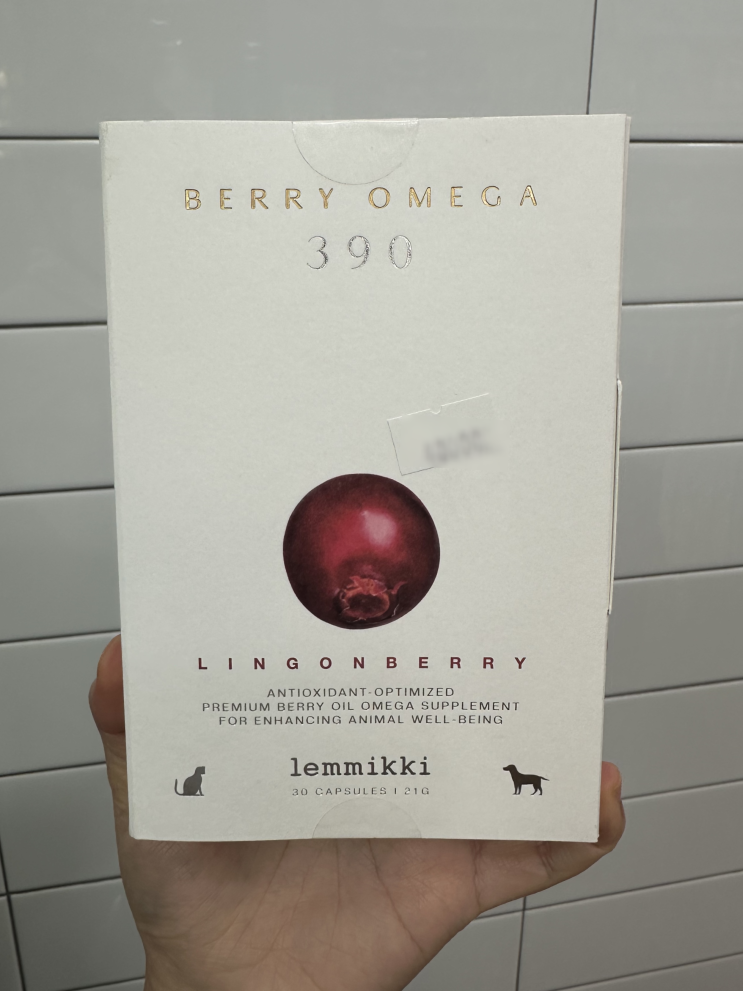 BERRY OMEGA
390
LINGONBERRY
ANTIOXIDANT-OPTIMIZED
PREMIUM BERRY OIL OMEGA SUPPLEMENT
FOR ENHANCING ANIMAL WELL-BEING
lemmikki
30 CAPSULES | 21G